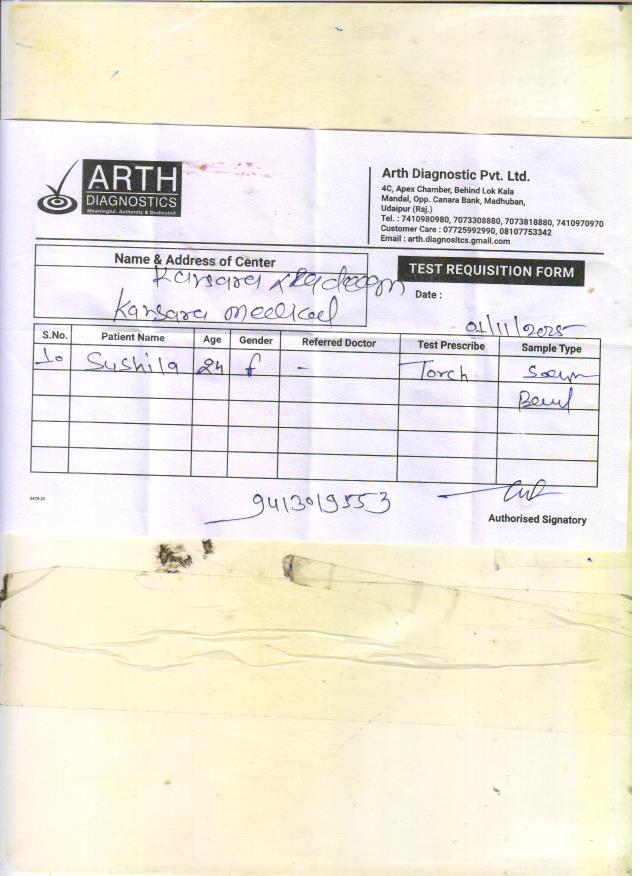 ARTH
DIAGNOSTICS
Meaningful. Authentic & Dedicated
Arth Diagnostic Pvt. Ltd.
4C, Apex Chamber, Behind Lok Kala
Mandal, Opp. Canara Bank, Madhuban,
Udaipur (Raj.)
Tel. : 7410980980, 7073308880, 7073818880, 7410970970
Customer Care : 07725992990, 08107753342
Email : arth.diagnositcs.gmail.com
Name & Address of Center
Kansara
Kansara medical
TEST REQUISITION FORM
Date :
01/11/2025
S.No. Patient Name Age Gender Referred Doctor Test Prescribe Sample Type
Sushila 24 f - Torch
9413919553
Authorised Signatory